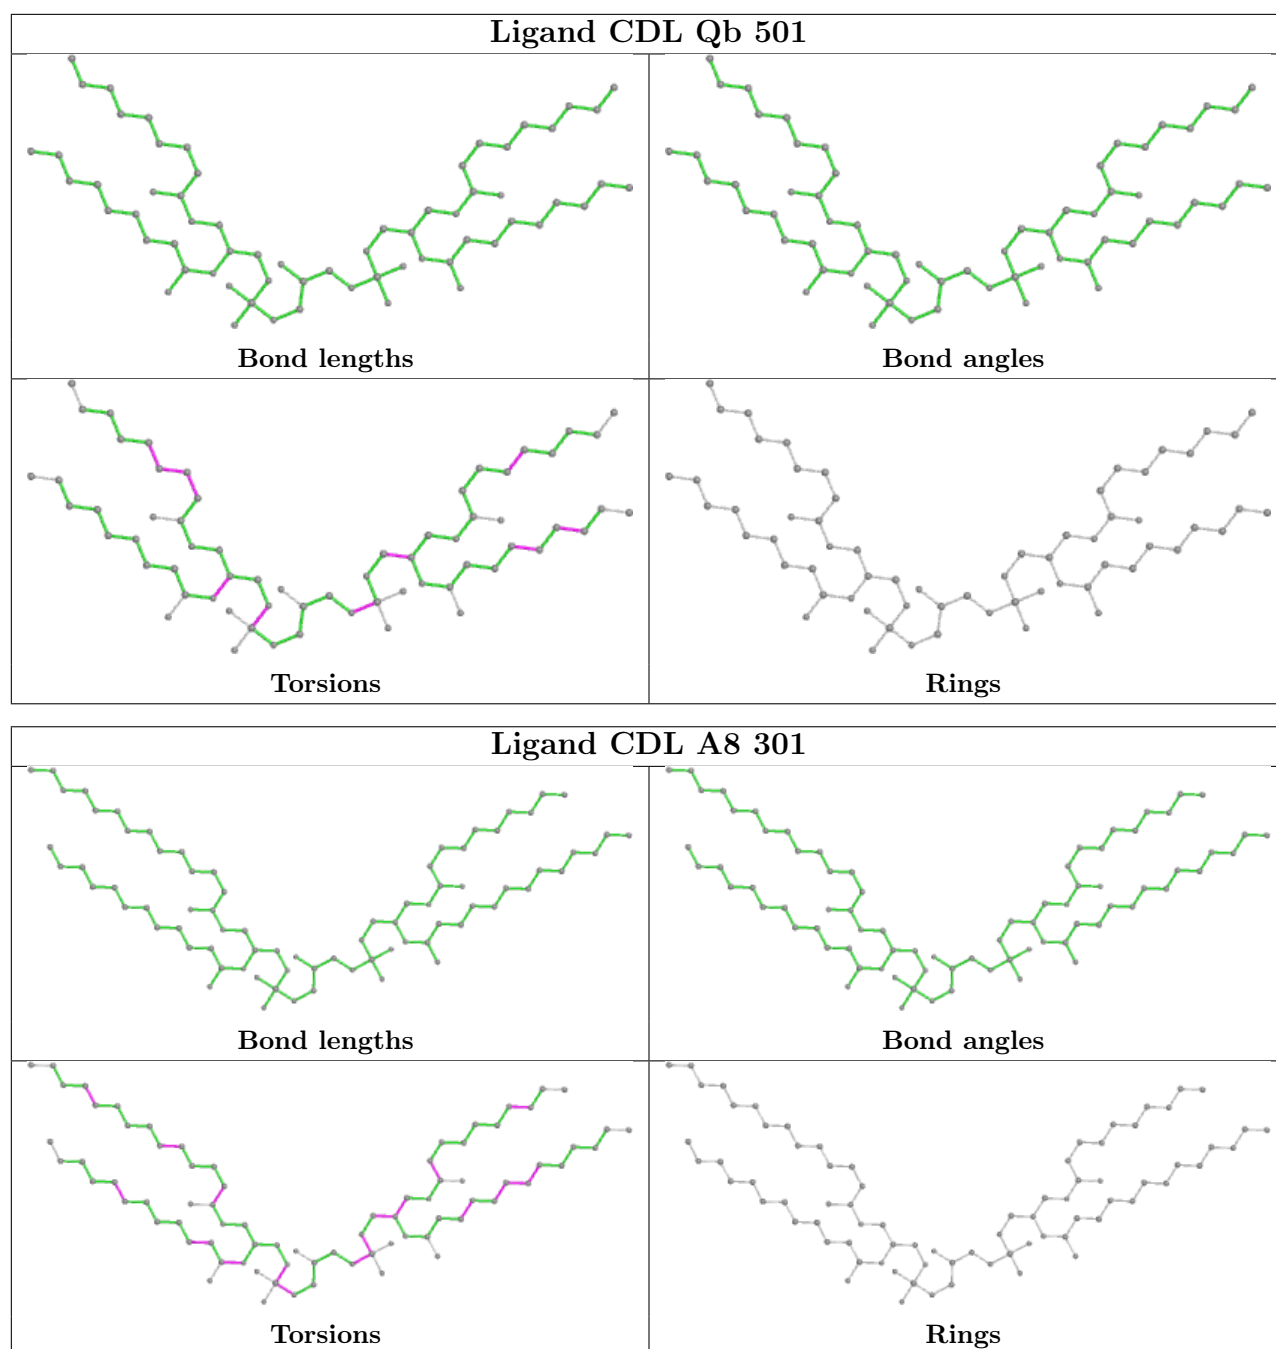 Ligand CDL Qb 501
Bond lengths
Bond angles
Torsions
Rings
Ligand CDL A8 301
Bond lengths
Bond angles
Torsions
Rings